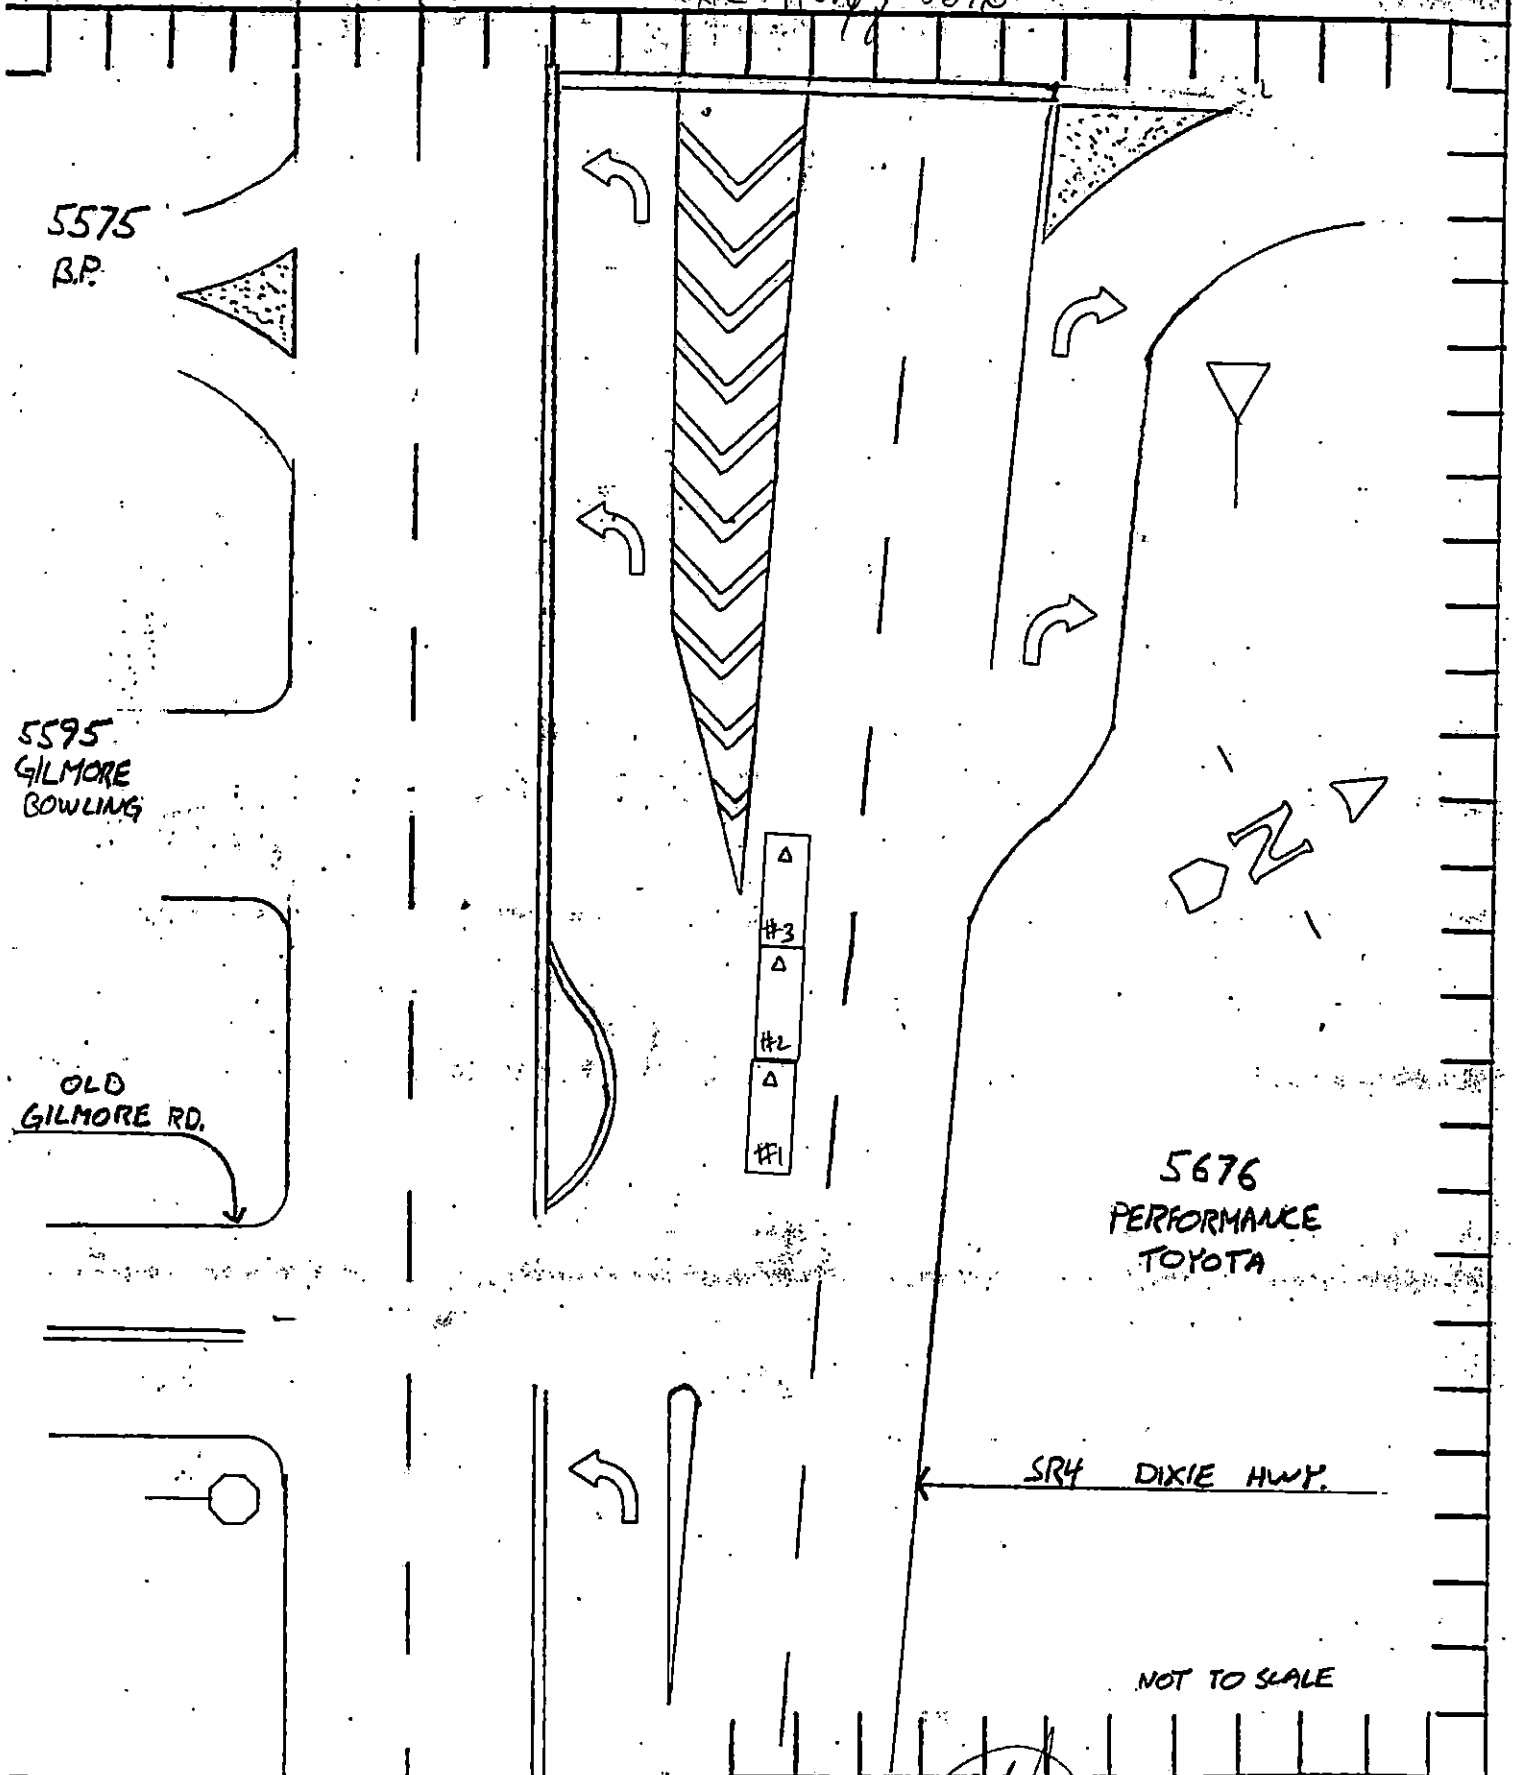 5575
B.P.
5595
GILMORE
BOWLING
N
#3
#2
#1
OLD
GILMORE RD.
5676
PERFORMANCE
TOYOTA
SR4 DIXIE HWY.
NOT TO SCALE